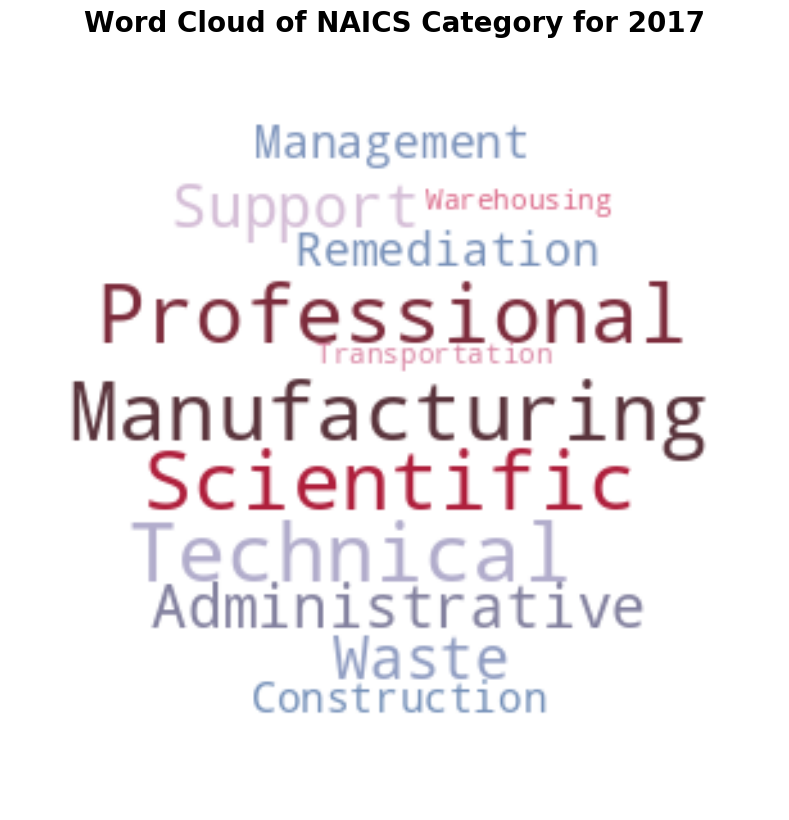 Word Cloud of NAICS Category for 2017
Management
Support Warehousing
Remediation
Professional
Transportation
Manufacturing
Scientific
Technical
Administrative
Waste
Construction